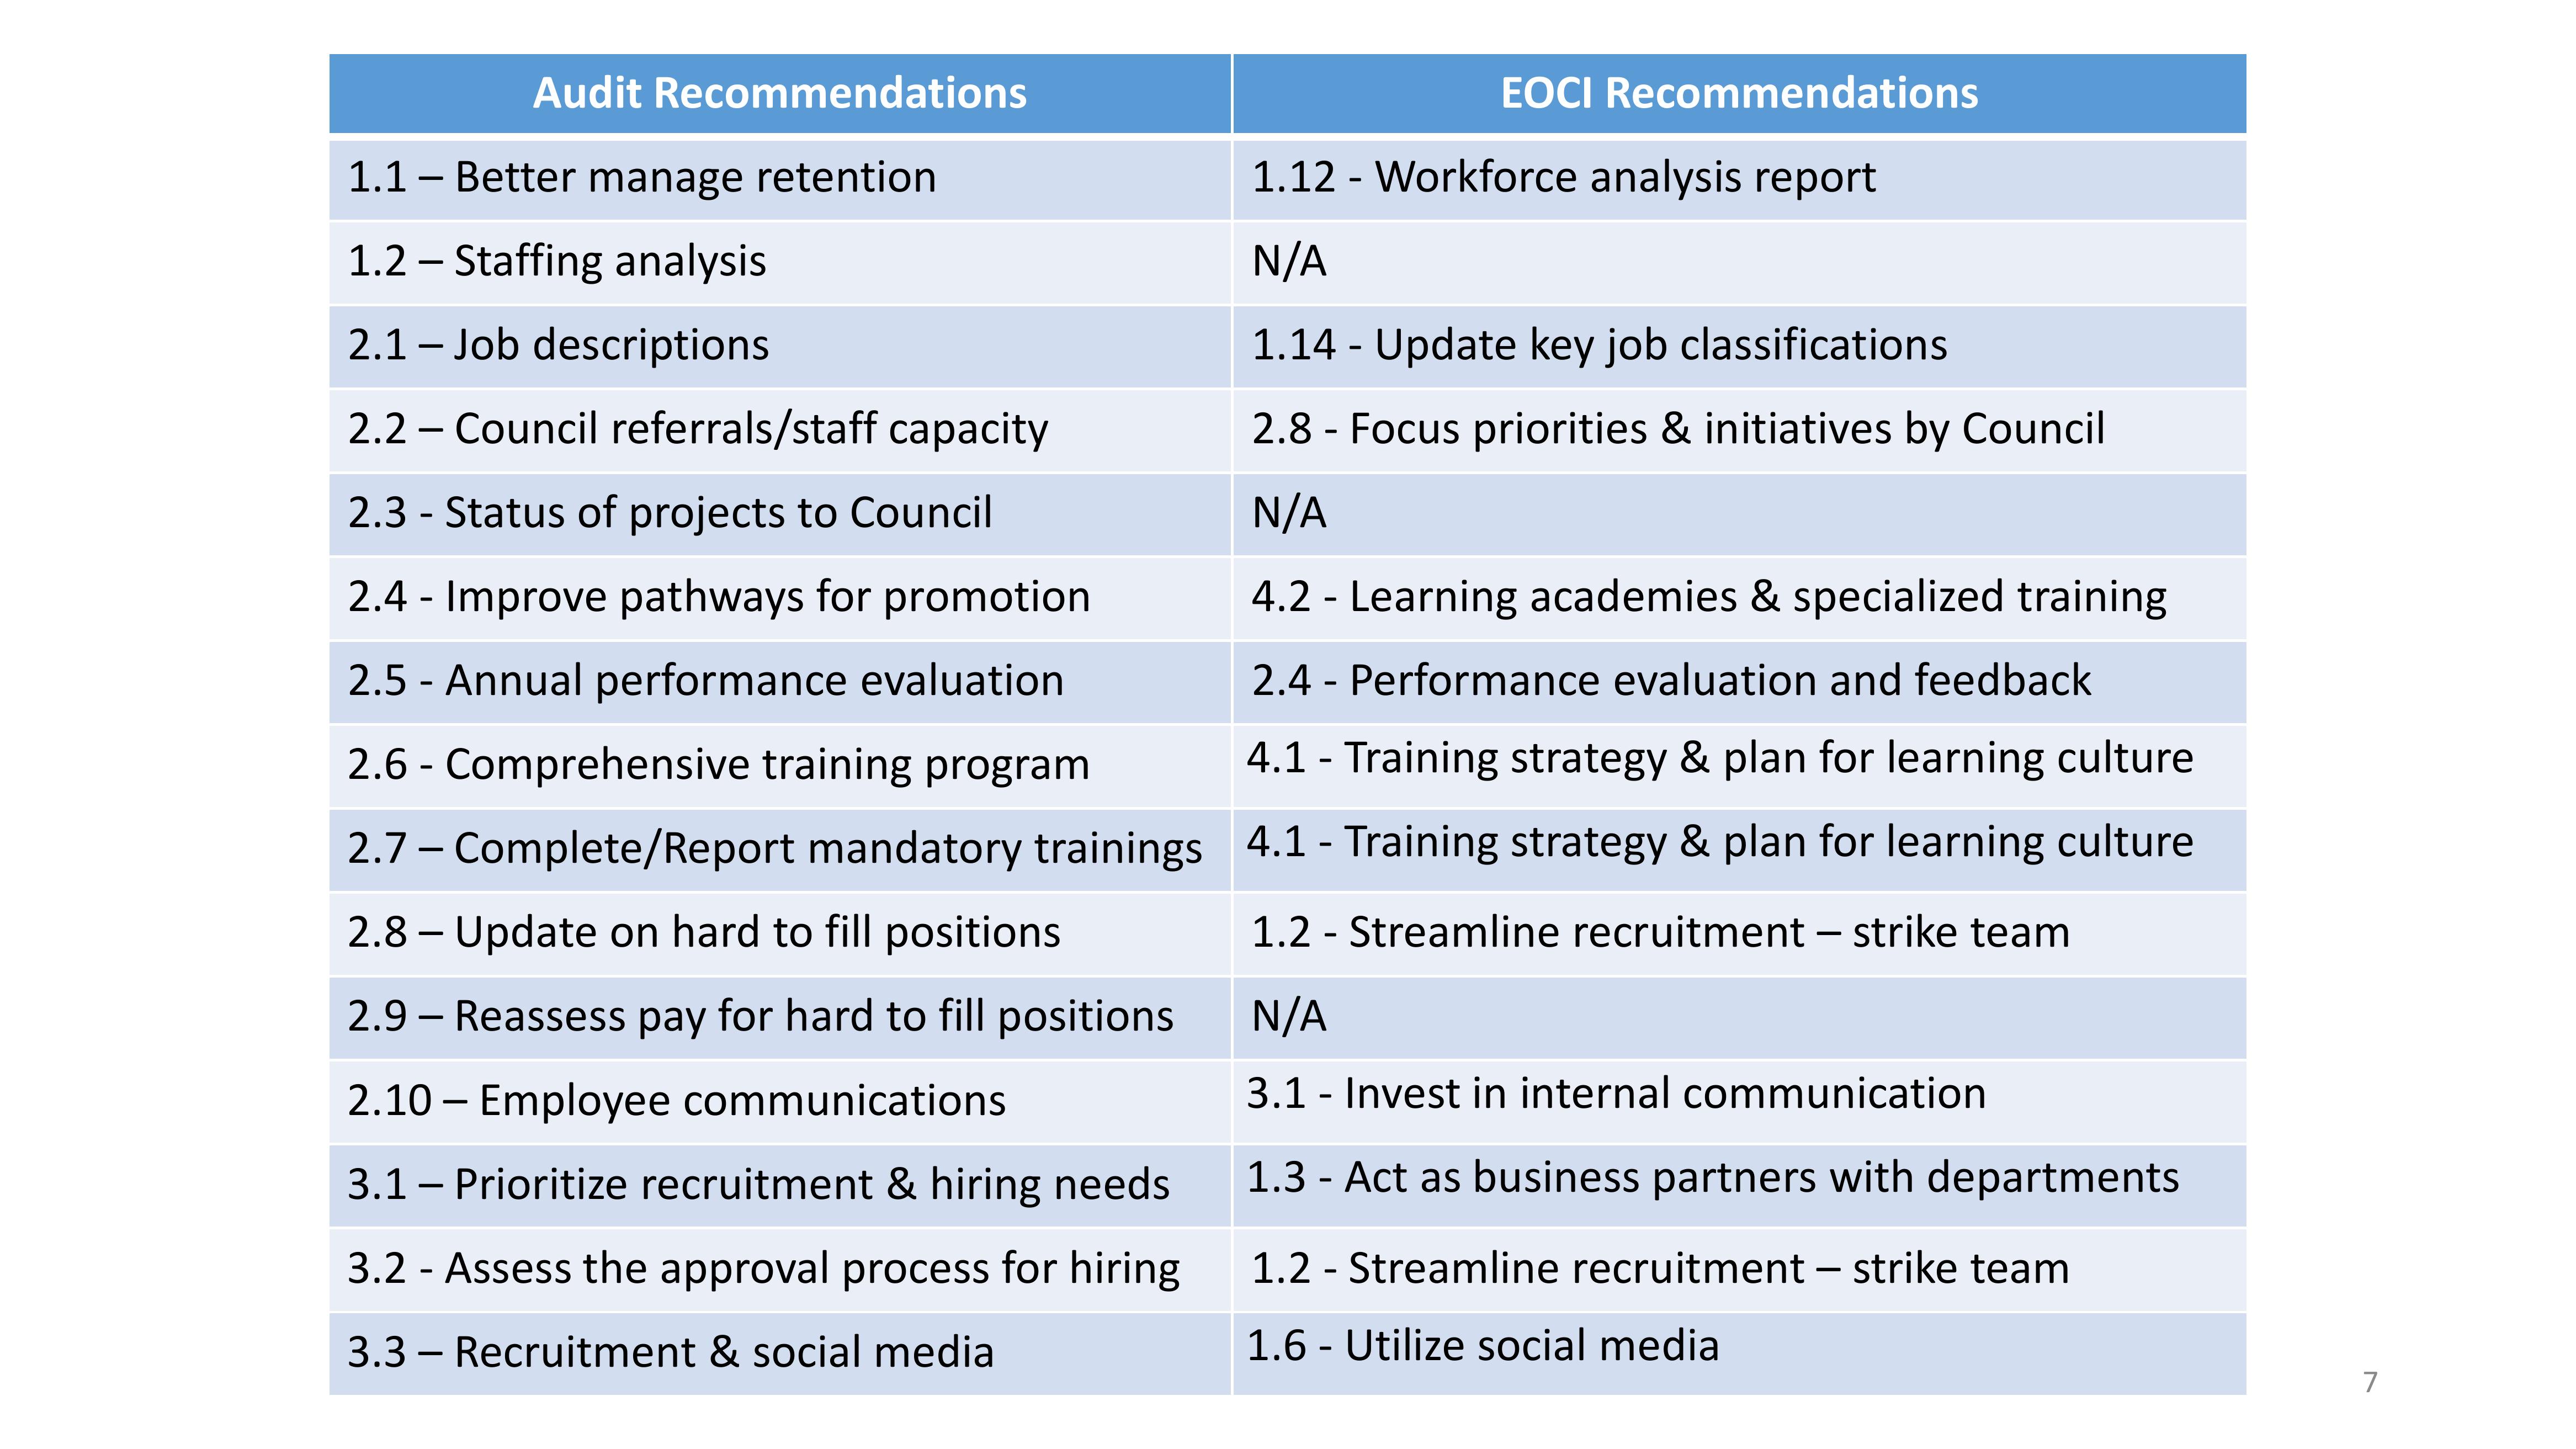 Audit Recommendations EOCI Recommendations
1.1 – Better manage retention 1.12 - Workforce analysis report
1.2 – Staffing analysis N/A
2.1 – Job descriptions 1.14 - Update key job classifications
2.2 – Council referrals/staff capacity 2.8 - Focus priorities & initiatives by Council
2.3 - Status of projects to Council N/A
2.4 - Improve pathways for promotion 4.2 - Learning academies & specialized training
2.5 - Annual performance evaluation 2.4 - Performance evaluation and feedback
2.6 - Comprehensive training program 4.1 - Training strategy & plan for learning culture
2.7 – Complete/Report mandatory trainings 4.1 - Training strategy & plan for learning culture
2.8 – Update on hard to fill positions 1.2 - Streamline recruitment – strike team
2.9 – Reassess pay for hard to fill positions N/A
2.10 – Employee communications 3.1 - Invest in internal communication
3.1 – Prioritize recruitment & hiring needs 1.3 - Act as business partners with departments
3.2 - Assess the approval process for hiring 1.2 - Streamline recruitment – strike team
3.3 – Recruitment & social media 1.6 - Utilize social media
7